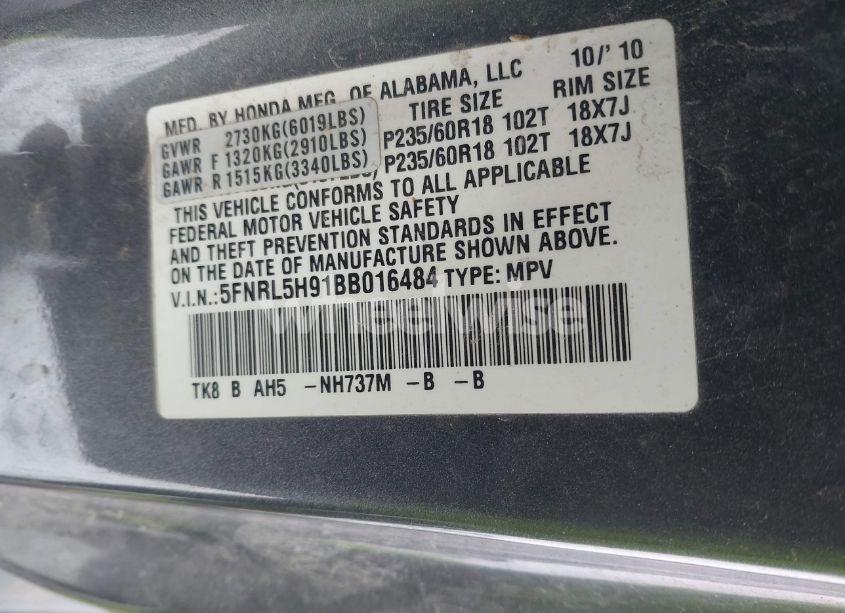 MFD. BY HONDA MFG. OF ALABAMA, LLC 10/'10
TIRE SIZE RIM SIZE
GVWR 2730KG(6019LBS)
GAWR F 1320KG(2910LBS) P235/60R18 102T 18X7J
GAWR R 1515KG(3340LBS) P235/60R18 102T 18X7J
THIS VEHICLE CONFORMS TO ALL APPLICABLE
FEDERAL MOTOR VEHICLE SAFETY
AND THEFT PREVENTION STANDARDS IN EFFECT
ON THE DATE OF MANUFACTURE SHOWN ABOVE.
V.I.N.:5FNRL5H91BB016484 TYPE: MPV
wheelwise
TK8 B AH5 -NH737M -B -B